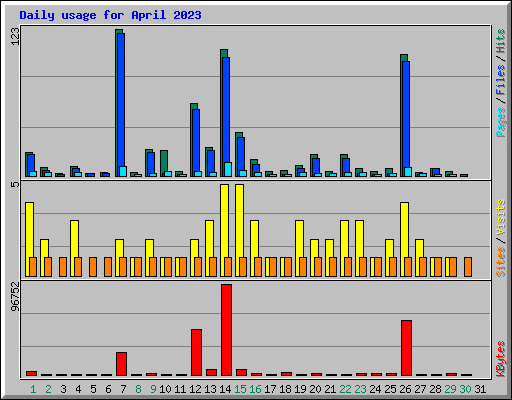 Daily usage for April 2023
123
Pages / Files / Hits
5
Sites / Visits
96752
KBytes
1 2 3 4 5 6 7 8 9 10 11 12 13 14 15 16 17 18 19 20 21 22 23 24 25 26 27 28 29 30 31